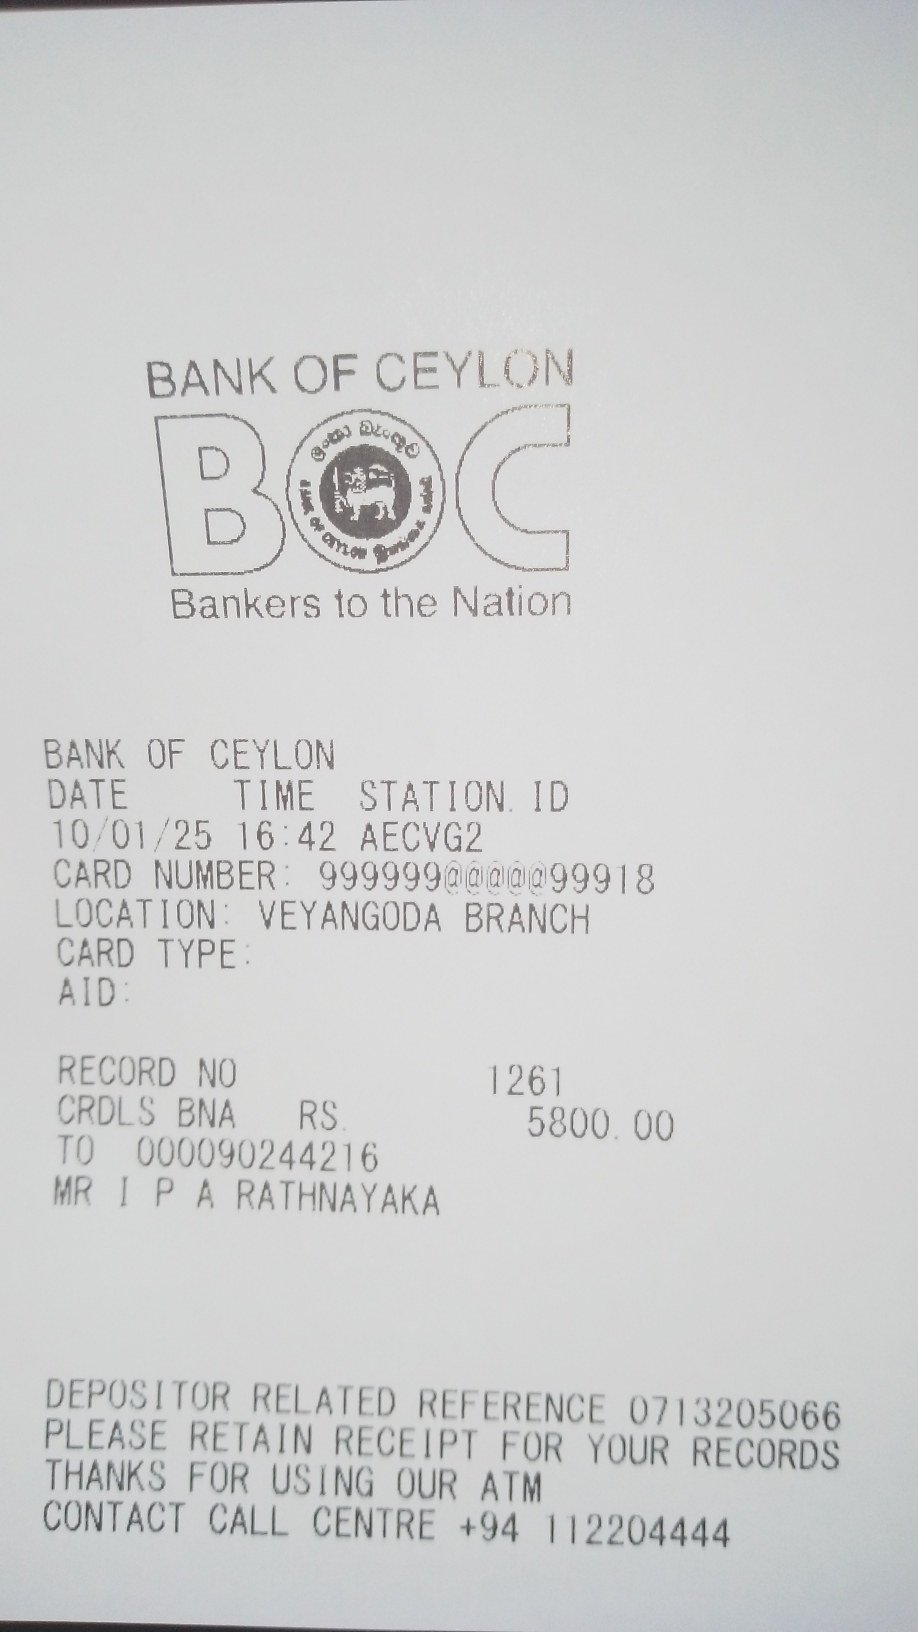 BANK OF CEYLON
BOC
ලංකා බැංකුව
BANK OF CEYLON
Bankers to the Nation
BANK OF CEYLON
DATE TIME STATION. ID
10/01/25 16:42 AECVG2
CARD NUMBER: 999999@@@@@99918
LOCATION: VEYANGODA BRANCH
CARD TYPE:
AID:
RECORD NO 1261
CRDLS BNA RS. 5800.00
TO 000090244216
MR I P A RATHNAYAKA
DEPOSITOR RELATED REFERENCE 0713205066
PLEASE RETAIN RECEIPT FOR YOUR RECORDS
THANKS FOR USING OUR ATM
CONTACT CALL CENTRE +94 112204444